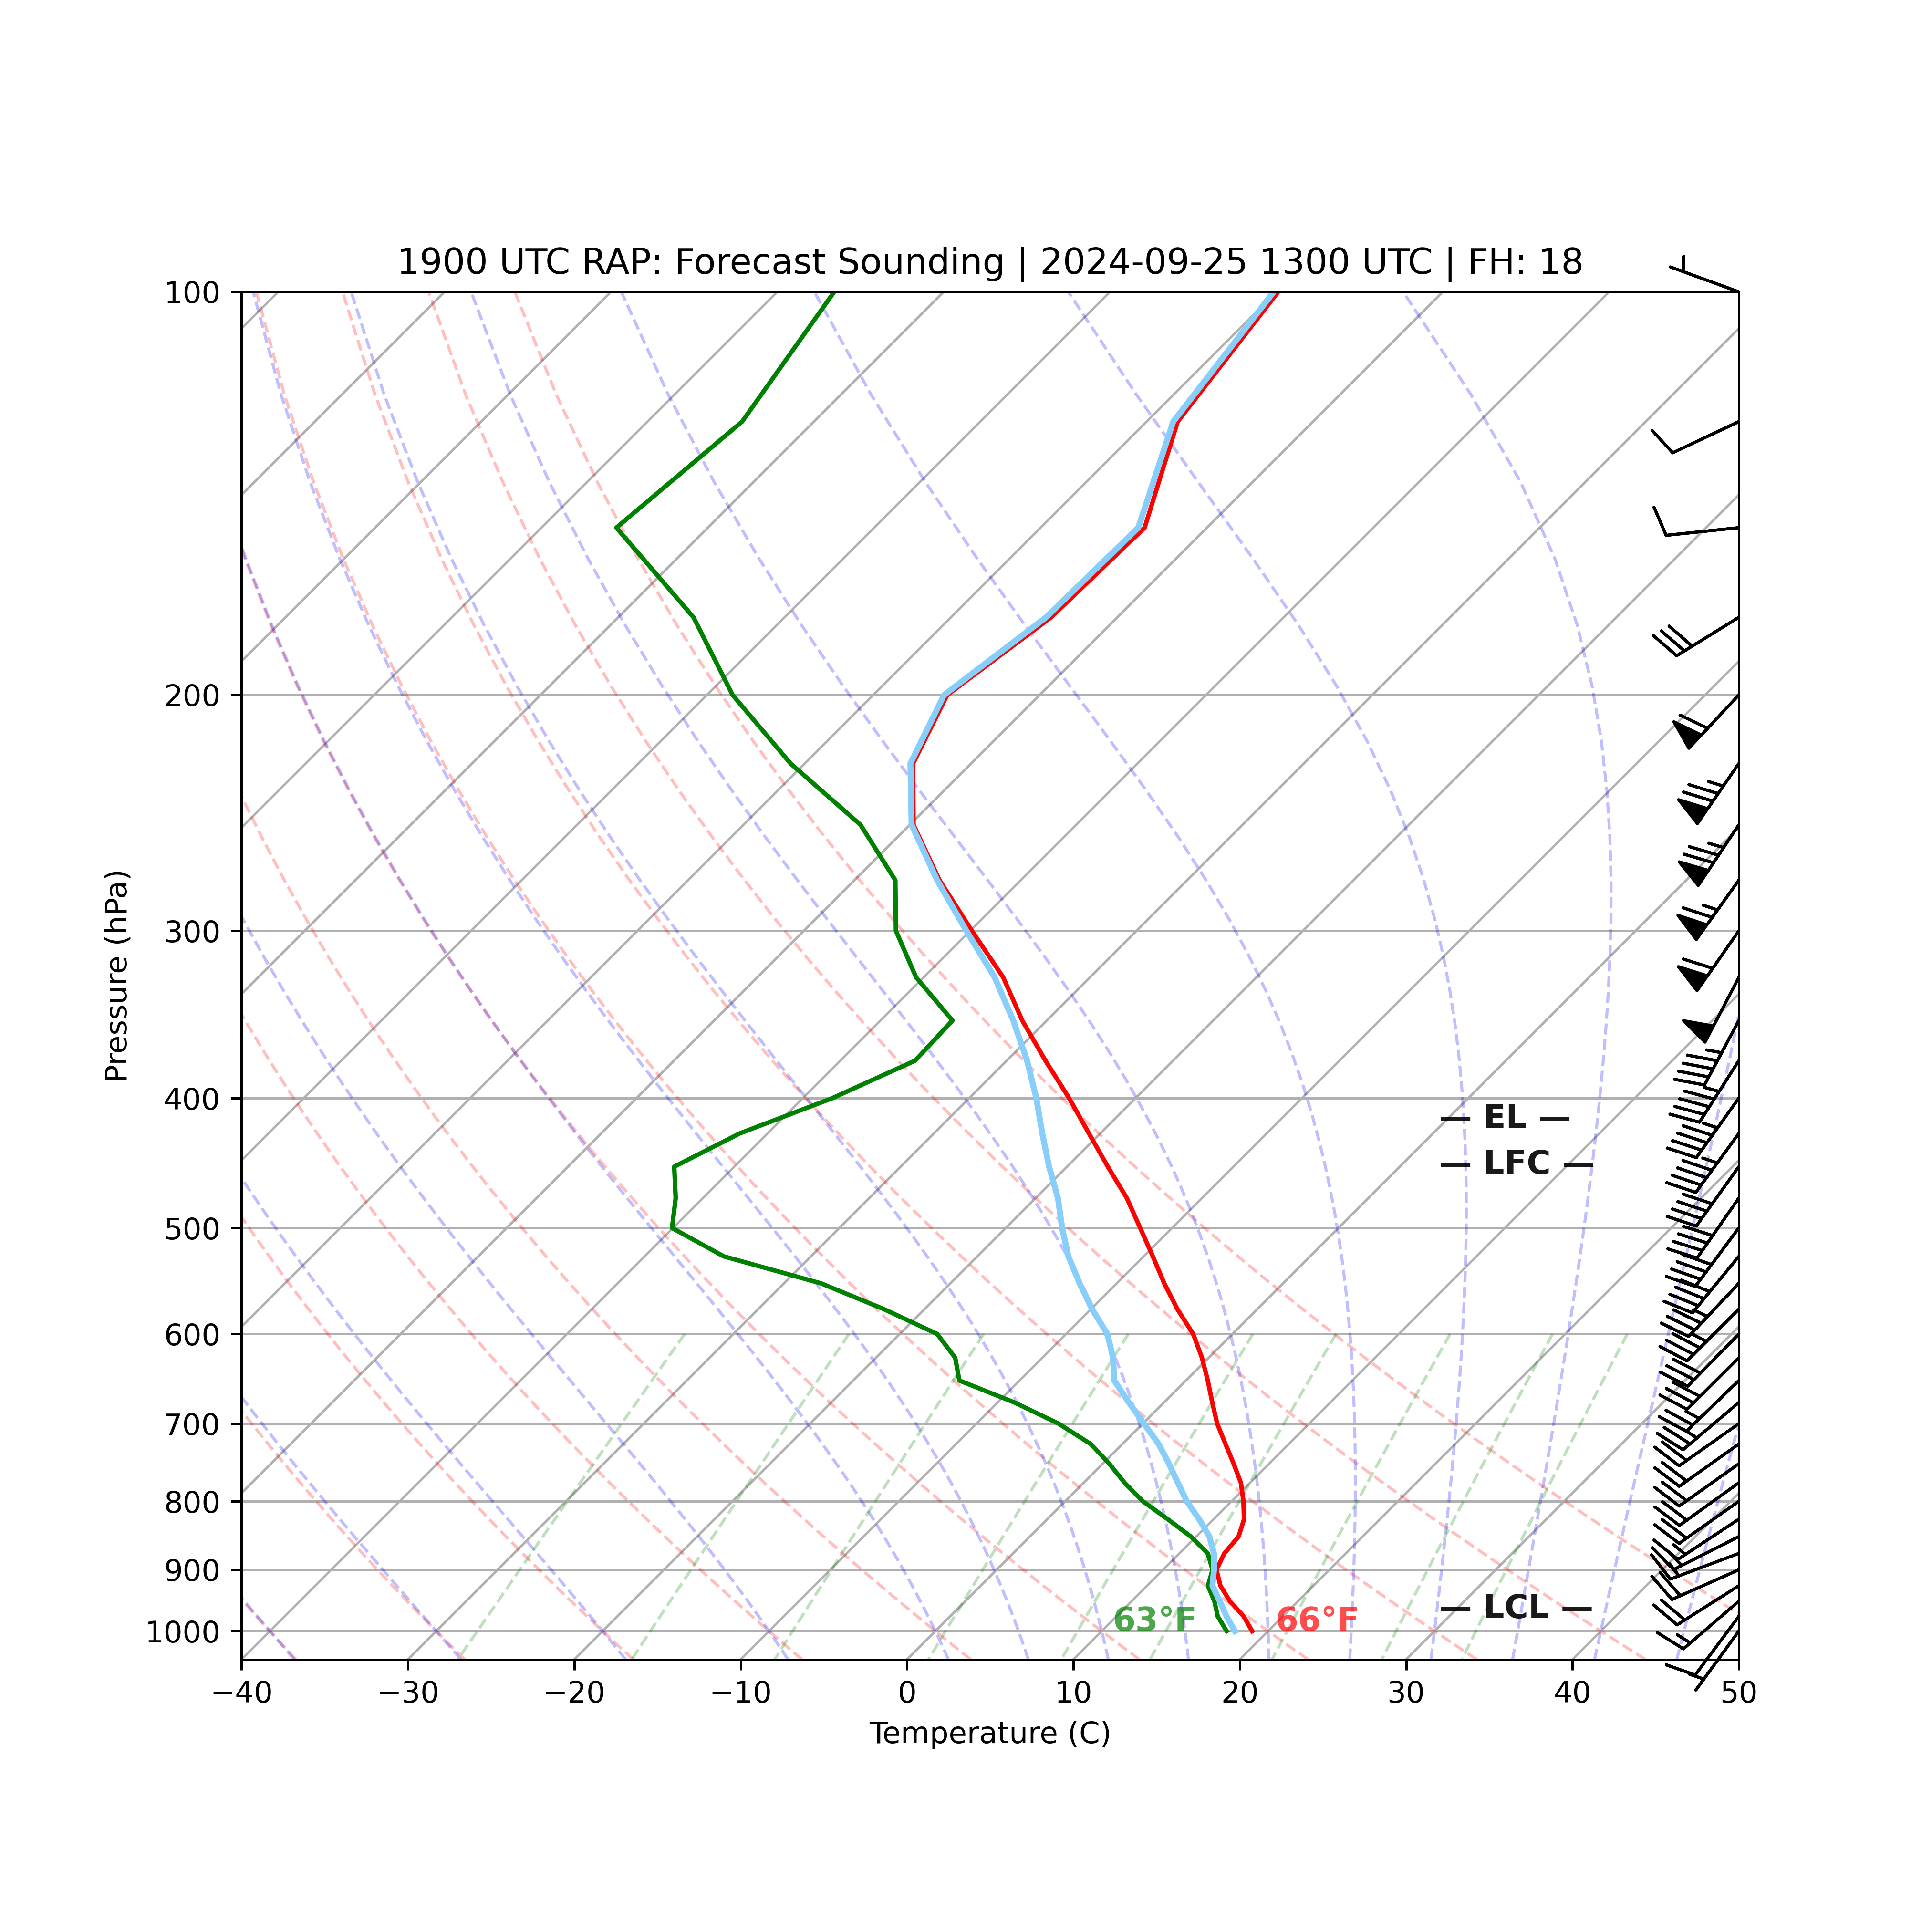 1900 UTC RAP: Forecast Sounding | 2024-09-25 1300 UTC | FH: 18
100
200
300
400
500
600
700
800
900
1000
Pressure (hPa)
— EL —
— LFC —
— LCL —
63°F 66°F
−40 −30 −20 −10 0 10 20 30 40 50
Temperature (C)